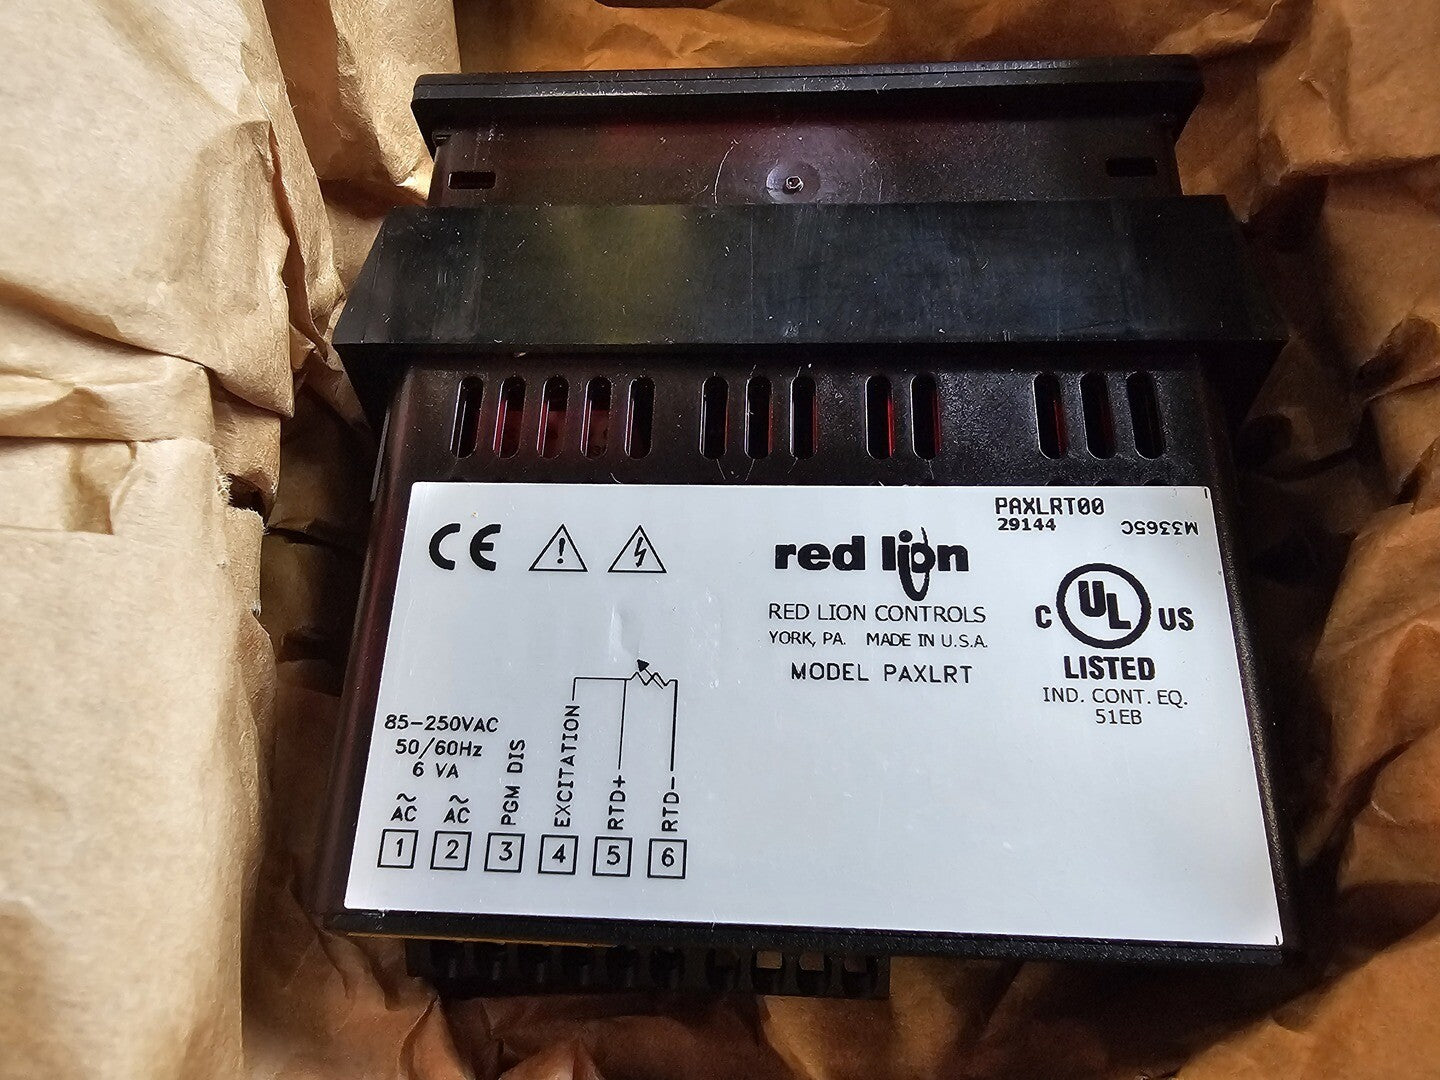 PAXLRT00
29144
M3365C
CE
red lion
RED LION CONTROLS
YORK, PA. MADE IN U.S.A.
MODEL PAXLRT
C UL US
LISTED
IND. CONT. EQ.
51EB
85-250VAC
50/60Hz
6 VA
~ AC
~ AC
PGM DIS
EXCITATION
RTD+
RTD-
1 2 3 4 5 6